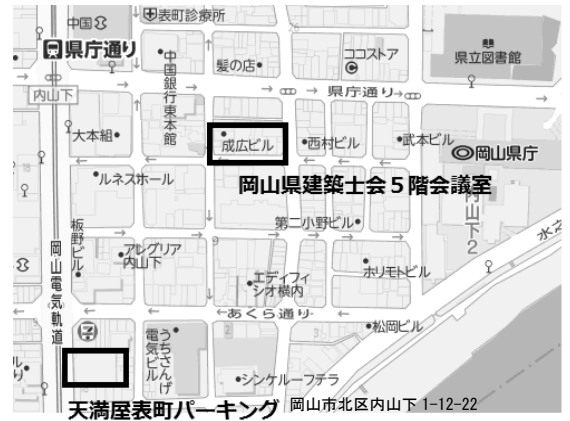 中国
表町診療所
県庁通り
髪の店
ココストア
県立図書館
中国銀行東本館
内山下
県庁通り
大本組
成広ビル
西村ビル
武本ビル
岡山県庁
ルネスホール
岡山県建築士会5階会議室
内山下2
板野ビル
第二小野ビル
アレグリア
内山下
岡山電気軌道
エディフィ
シオ横内
ホリモトビル
あくら通り
うちさんげ
電気ビル
松岡ビル
シンケルーフテラ
天満屋表町パーキング
岡山市北区内山下 1-12-22